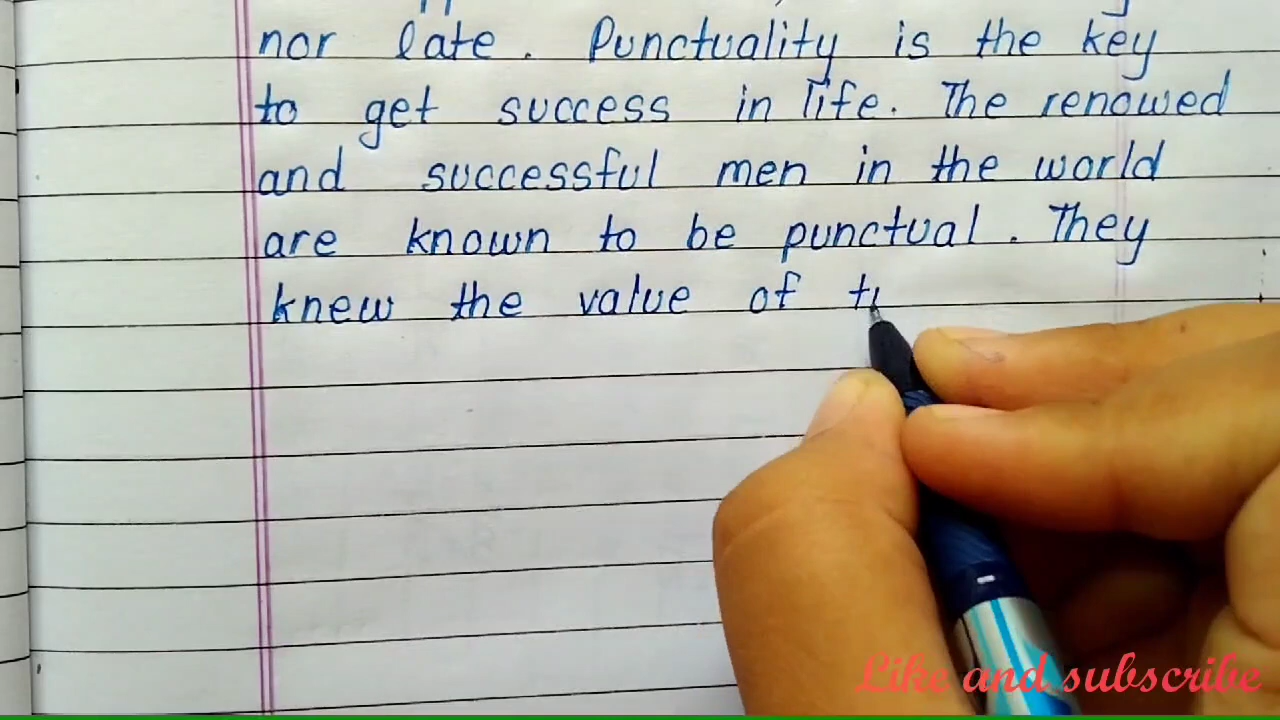 nor late. Punctuality is the key
to get success in life. The renowed
and successful men in the world
are known to be punctual. They
knew the value of
Like and subscribe